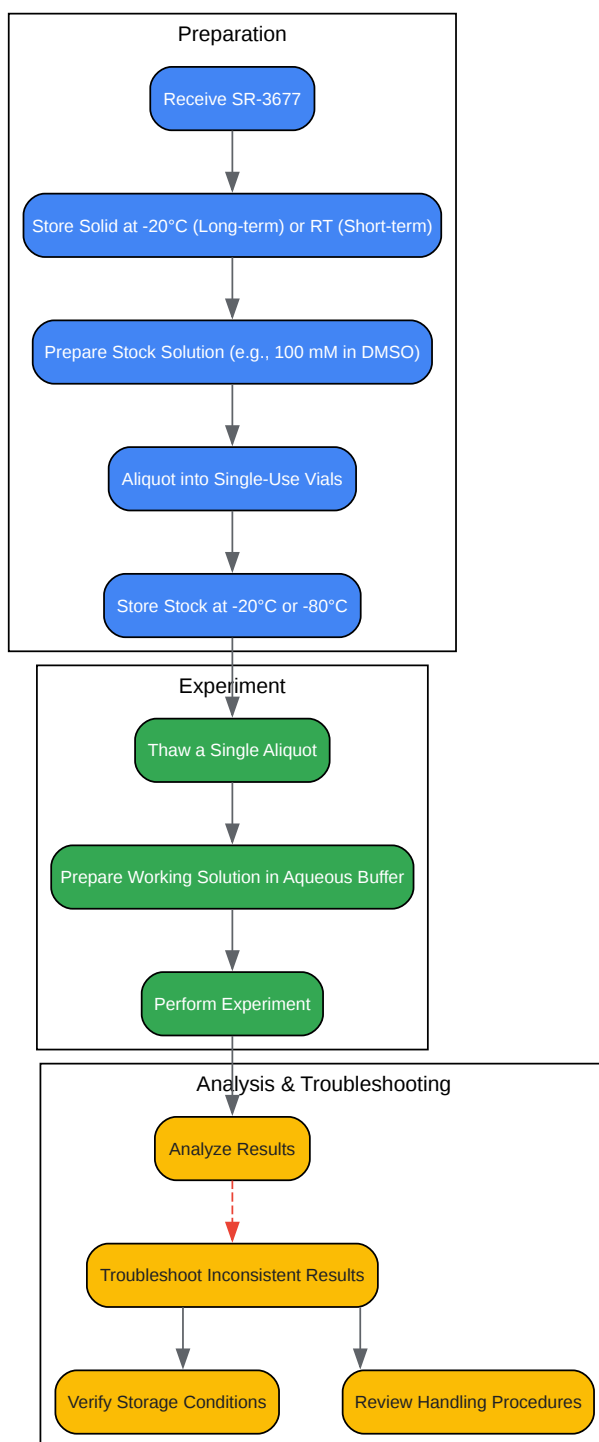 Preparation
Receive SR-3677
Store Solid at -20°C (Long-term) or RT (Short-term)
Prepare Stock Solution (e.g., 100 mM in DMSO)
Aliquot into Single-Use Vials
Store Stock at -20°C or -80°C
Experiment
Thaw a Single Aliquot
Prepare Working Solution in Aqueous Buffer
Perform Experiment
Analysis & Troubleshooting
Analyze Results
Troubleshoot Inconsistent Results
Verify Storage Conditions
Review Handling Procedures